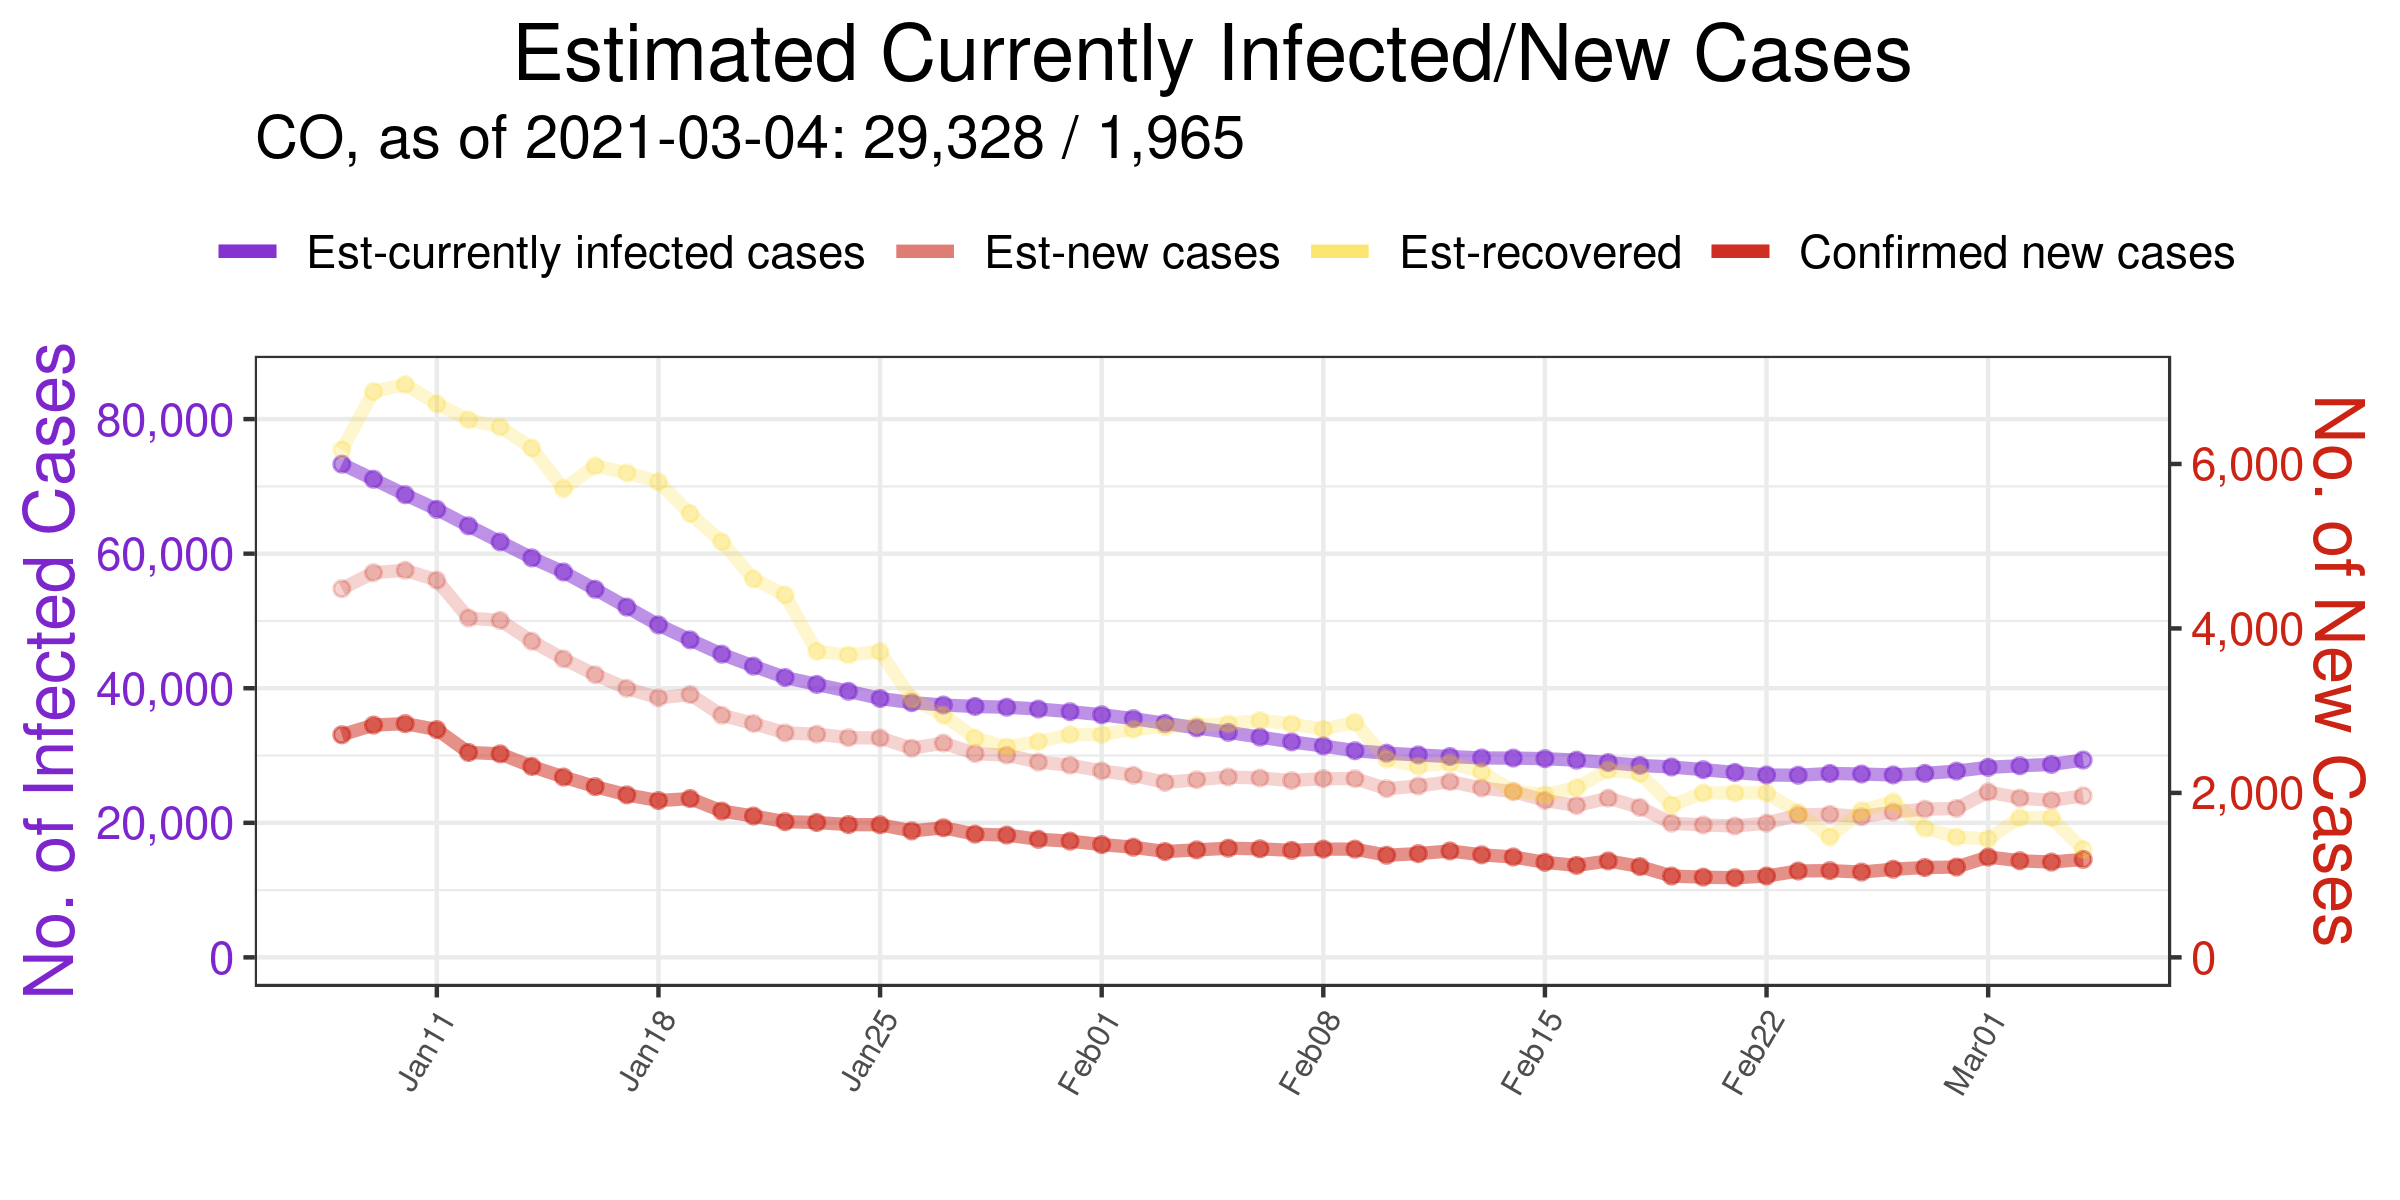 Estimated Currently Infected/New Cases
CO, as of 2021-03-04: 29,328 / 1,965
Est-currently infected cases Est-new cases Est-recovered Confirmed new cases
No. of Infected Cases
80,000
60,000
40,000
20,000
0
6,000
4,000
2,000
0
No. of New Cases
Jan11 Jan18 Jan25 Feb01 Feb08 Feb15 Feb22 Mar01